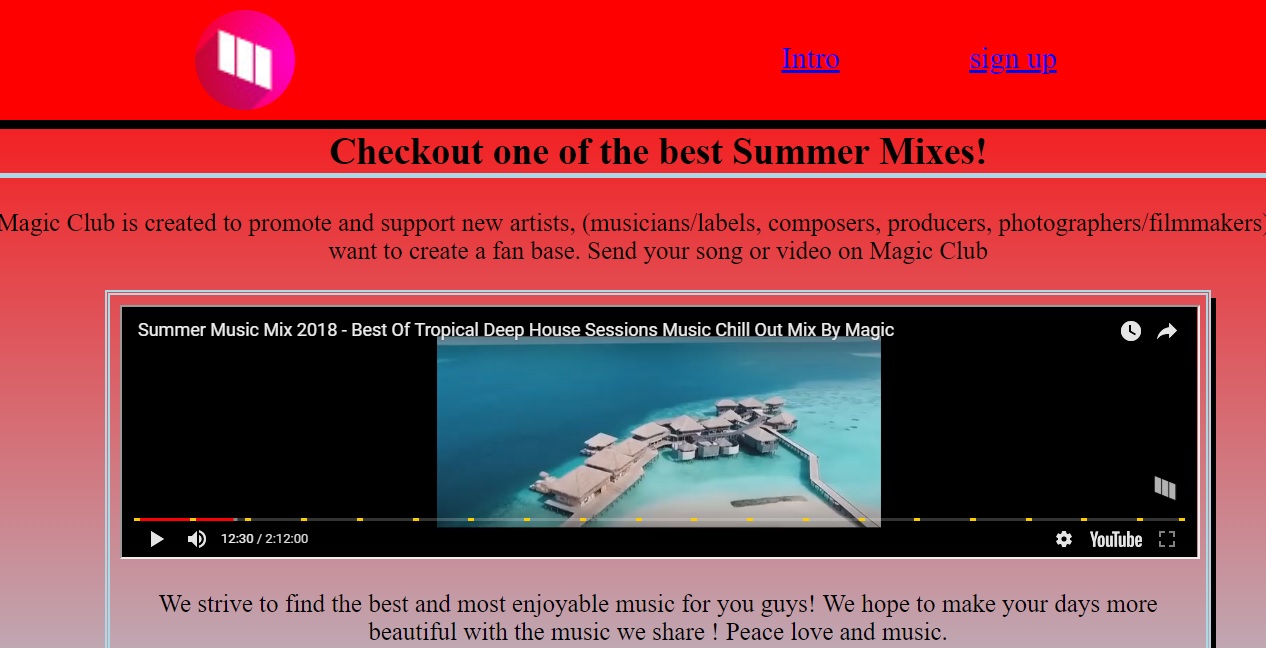 Intro
sign up
Checkout one of the best Summer Mixes!
Magic Club is created to promote and support new artists, (musicians/labels, composers, producers, photographers/filmmakers)
want to create a fan base. Send your song or video on Magic Club
Summer Music Mix 2018 - Best Of Tropical Deep House Sessions Music Chill Out Mix By Magic
12:30 / 2:12:00
YouTube
We strive to find the best and most enjoyable music for you guys! We hope to make your days more
beautiful with the music we share ! Peace love and music.